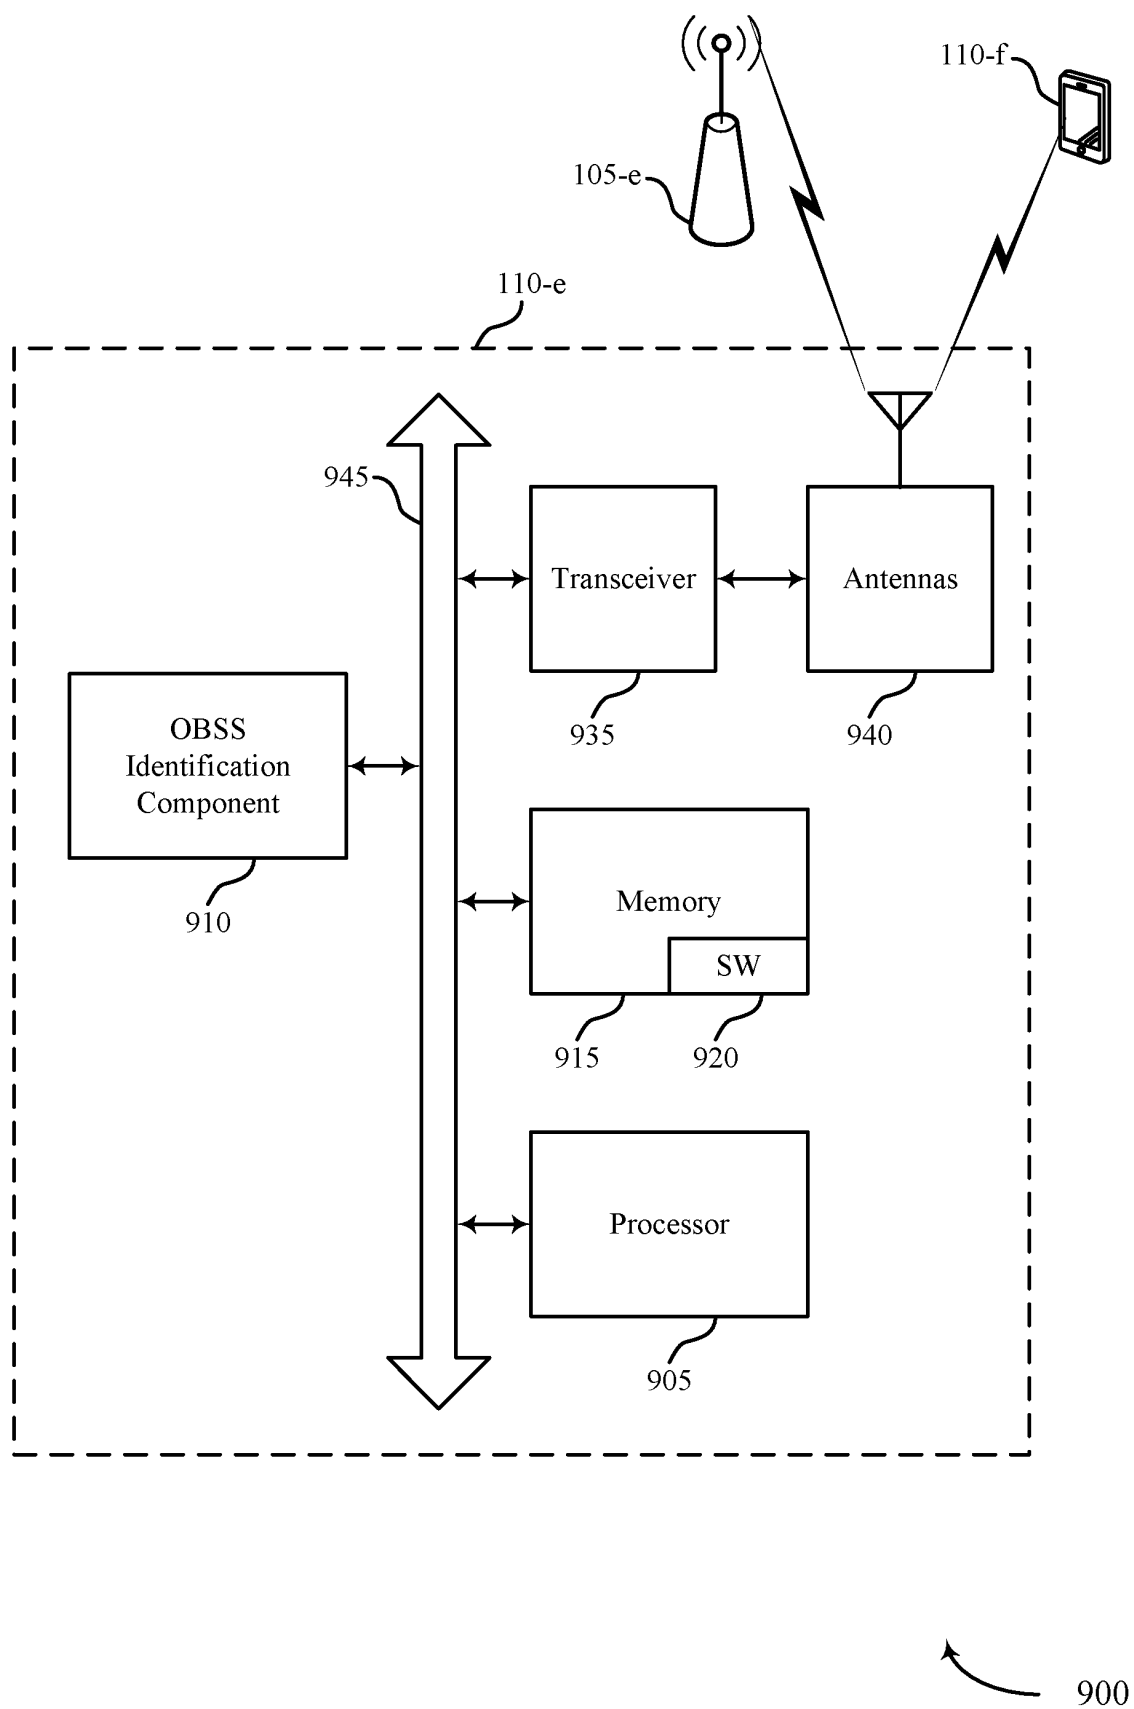 110-f
105-e
110-e
945
Transceiver
Antennas
935
940
OBSS
Identification
Component
910
Memory
SW
915
920
Processor
905
900